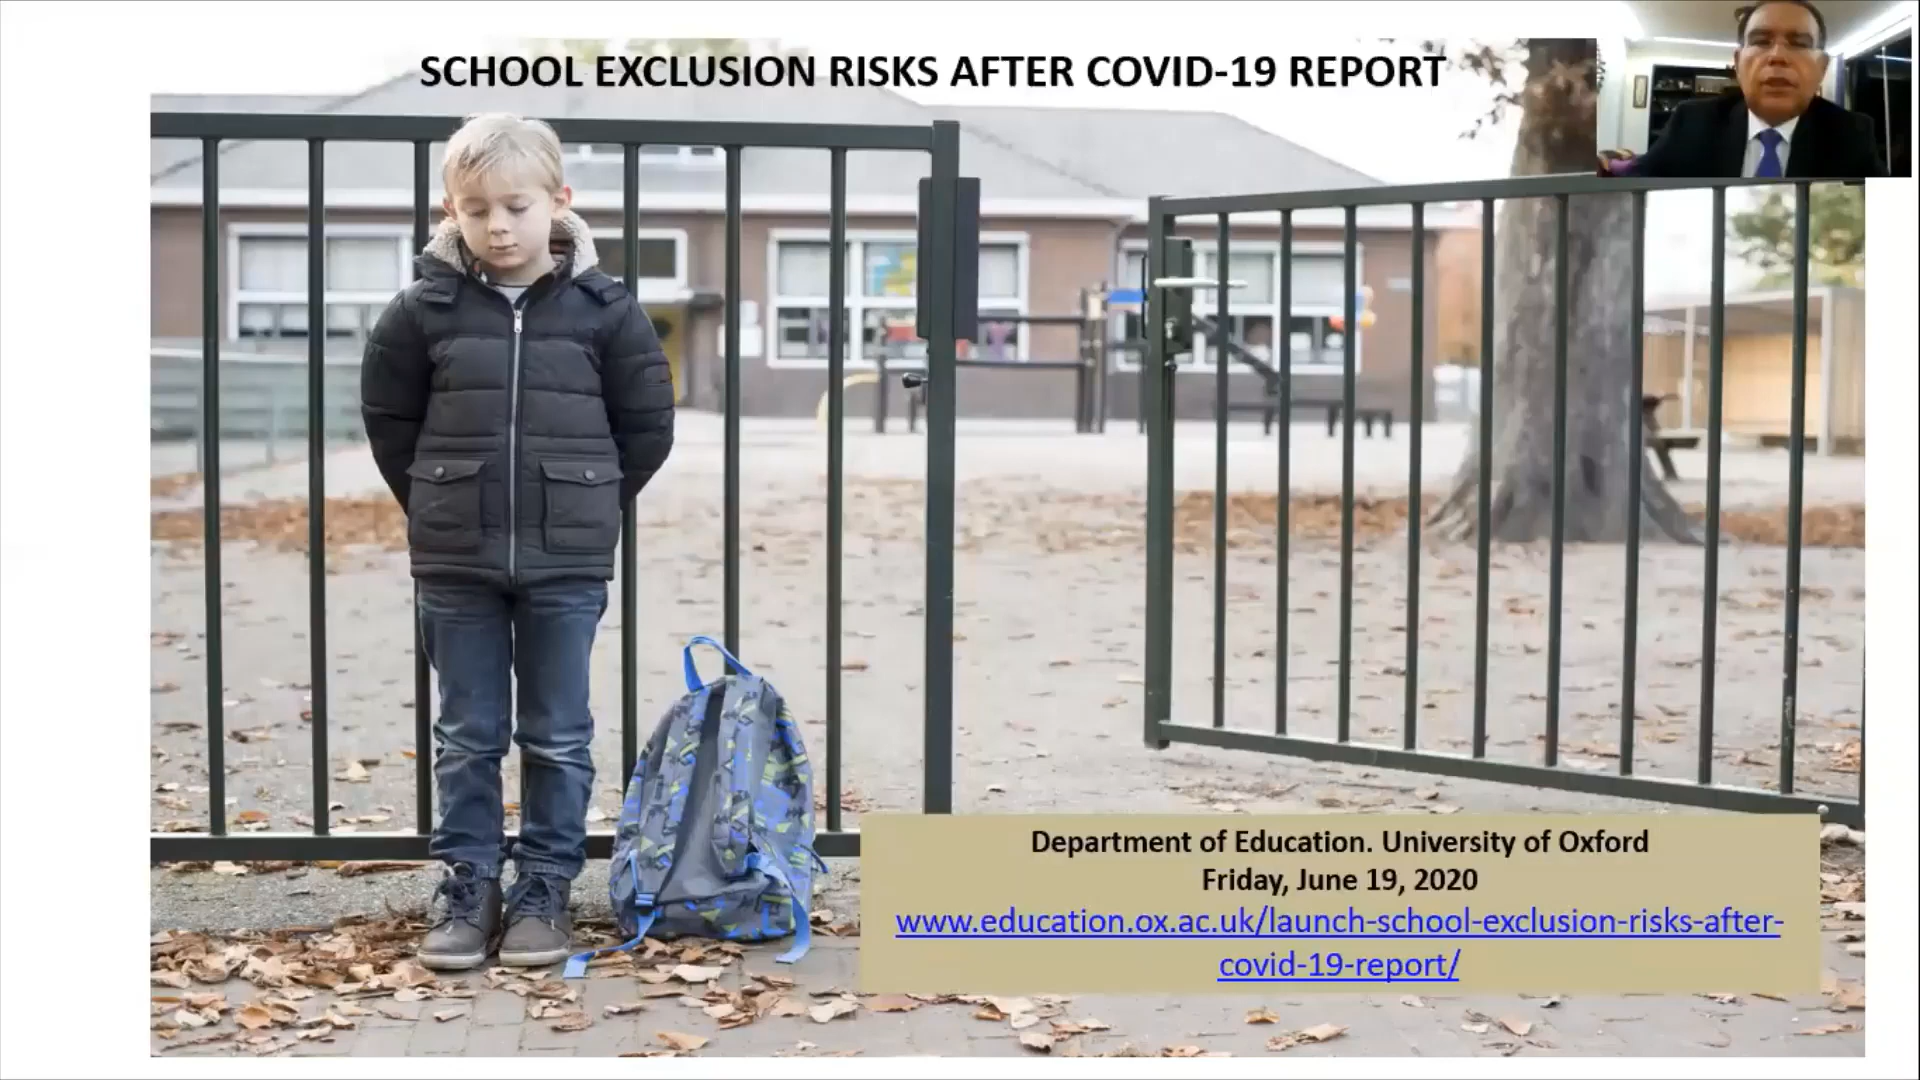 SCHOOL EXCLUSION RISKS AFTER COVID-19 REPORT
Department of Education. University of Oxford
Friday, June 19, 2020
www.education.ox.ac.uk/launch-school-exclusion-risks-after-
covid-19-report/